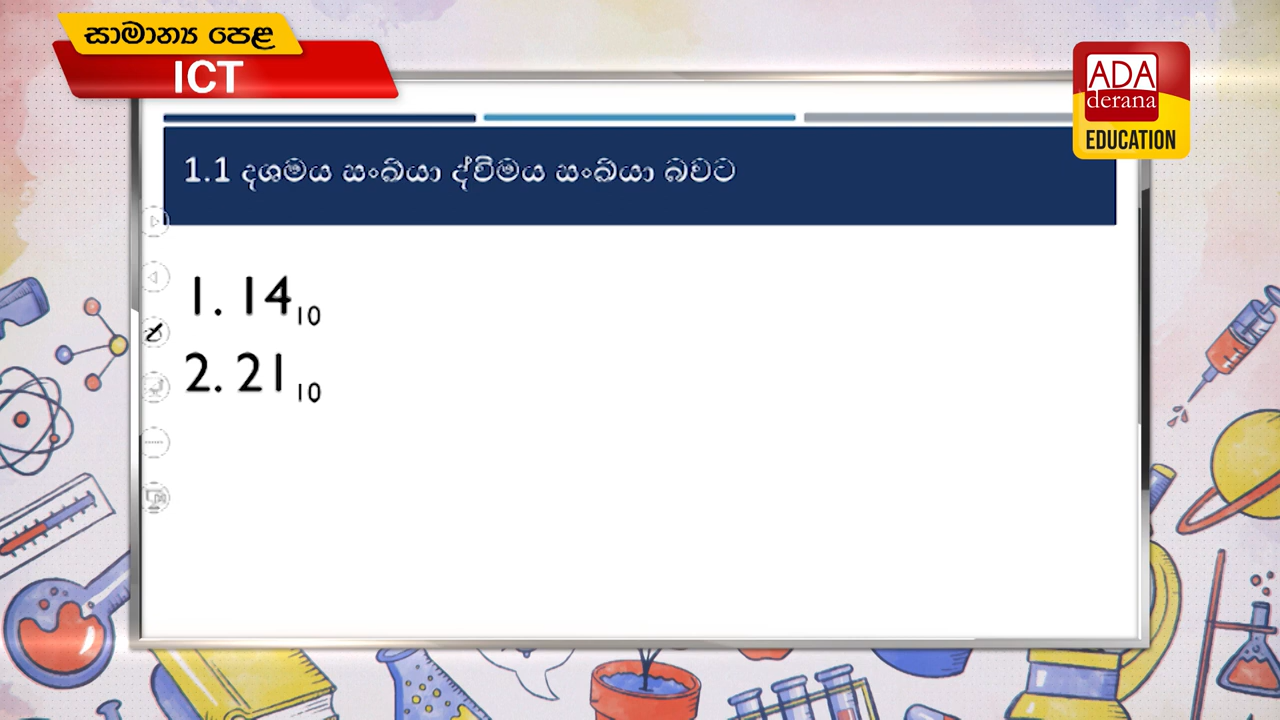 සාමාන්‍ය පෙළ
ICT
ADA
derana
EDUCATION
1.1 දශමය සංඛ්‍යා ද්විමය සංඛ්‍යා බවට
1. 14₁₀
2. 21₁₀